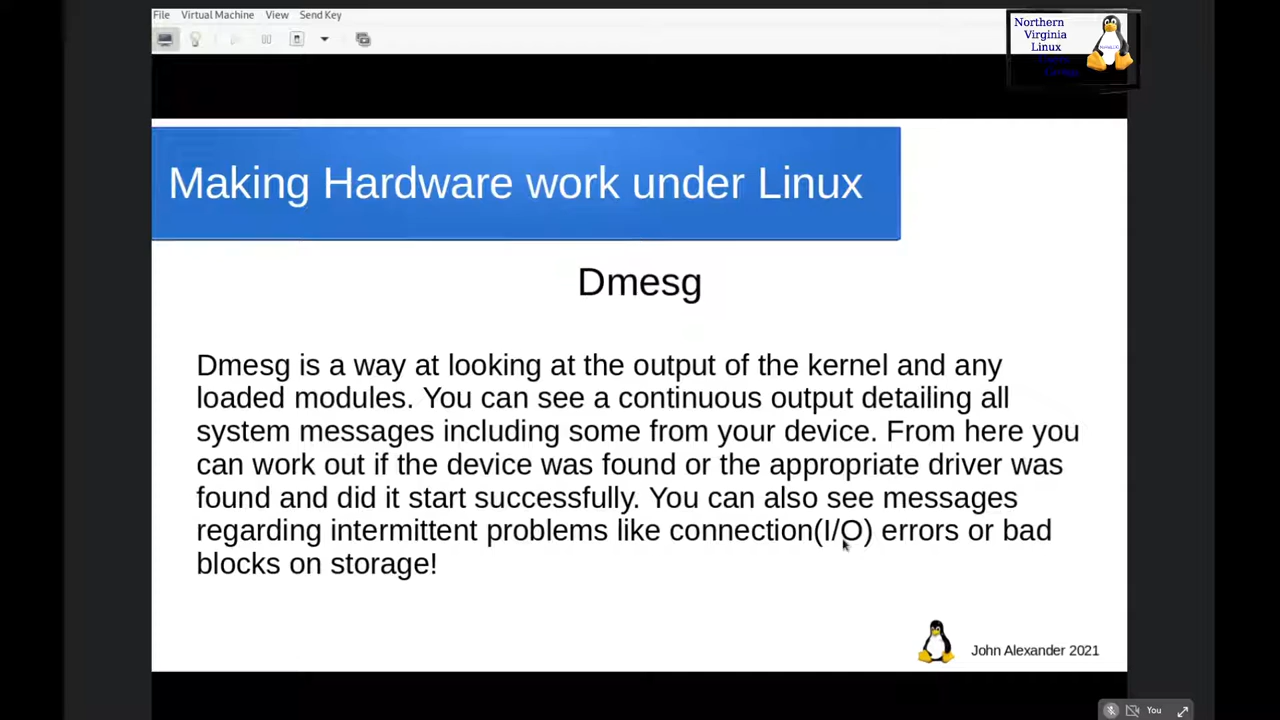 File Virtual Machine View Send Key
Northern
Virginia
Linux
Making Hardware work under Linux
Dmesg
Dmesg is a way at looking at the output of the kernel and any
loaded modules. You can see a continuous output detailing all
system messages including some from your device. From here you
can work out if the device was found or the appropriate driver was
found and did it start successfully. You can also see messages
regarding intermittent problems like connection(I/O) errors or bad
blocks on storage!
John Alexander 2021
You